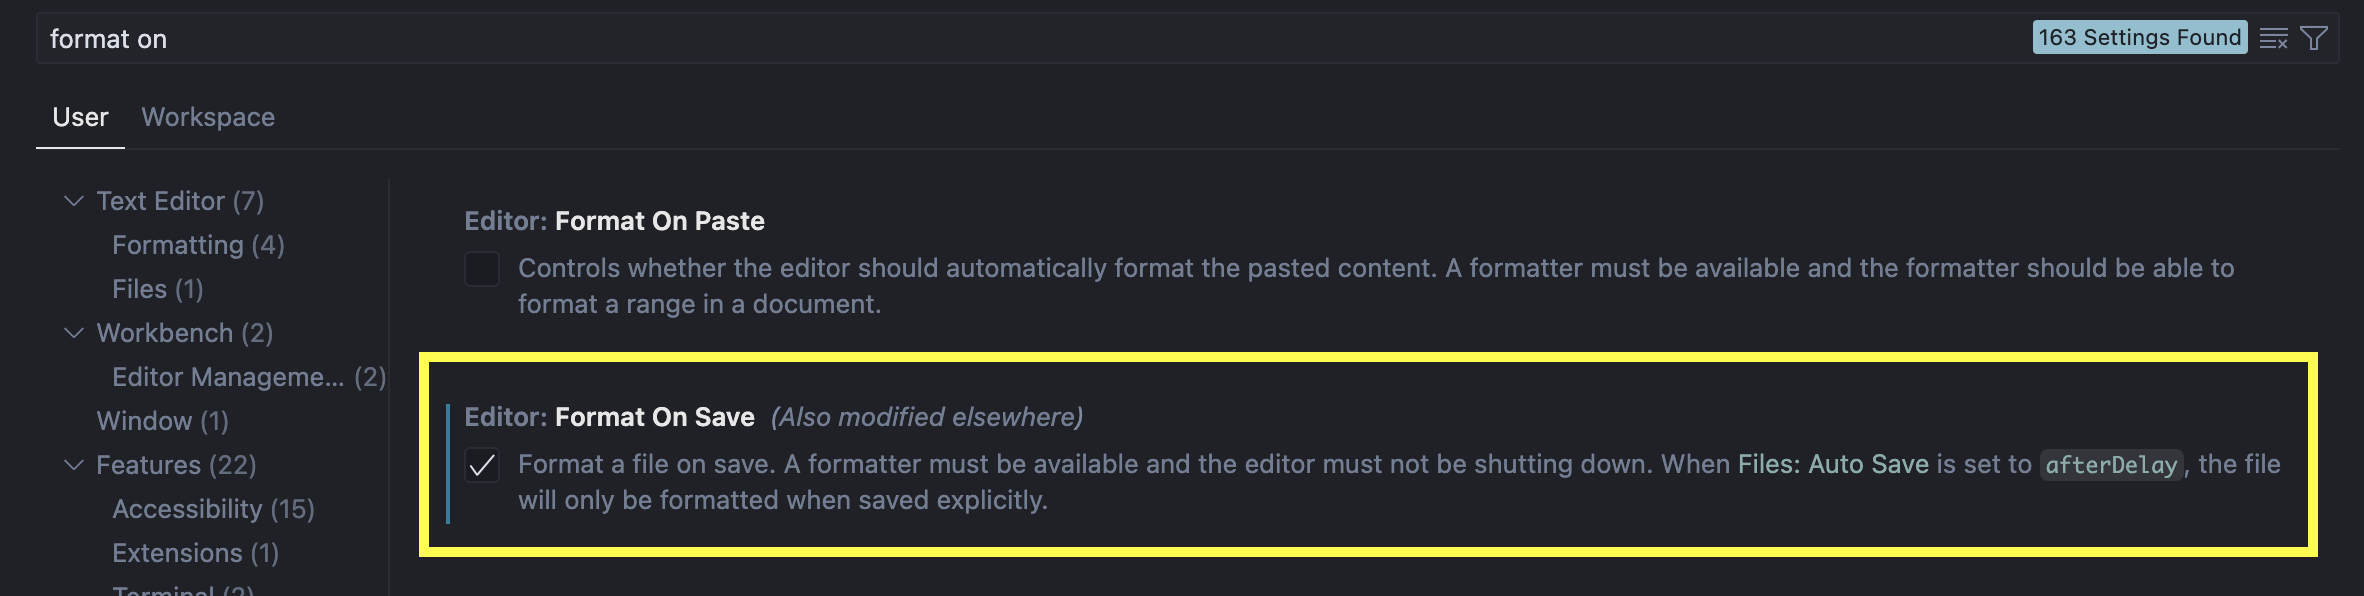 format on
163 Settings Found
User
Workspace
Text Editor (7)
Formatting (4)
Files (1)
Workbench (2)
Editor Manageme... (2)
Window (1)
Features (22)
Accessibility (15)
Extensions (1)
Terminal (2)
Editor: Format On Paste
Controls whether the editor should automatically format the pasted content. A formatter must be available and the formatter should be able to
format a range in a document.
Editor: Format On Save (Also modified elsewhere)
Format a file on save. A formatter must be available and the editor must not be shutting down. When Files: Auto Save is set to afterDelay, the file
will only be formatted when saved explicitly.